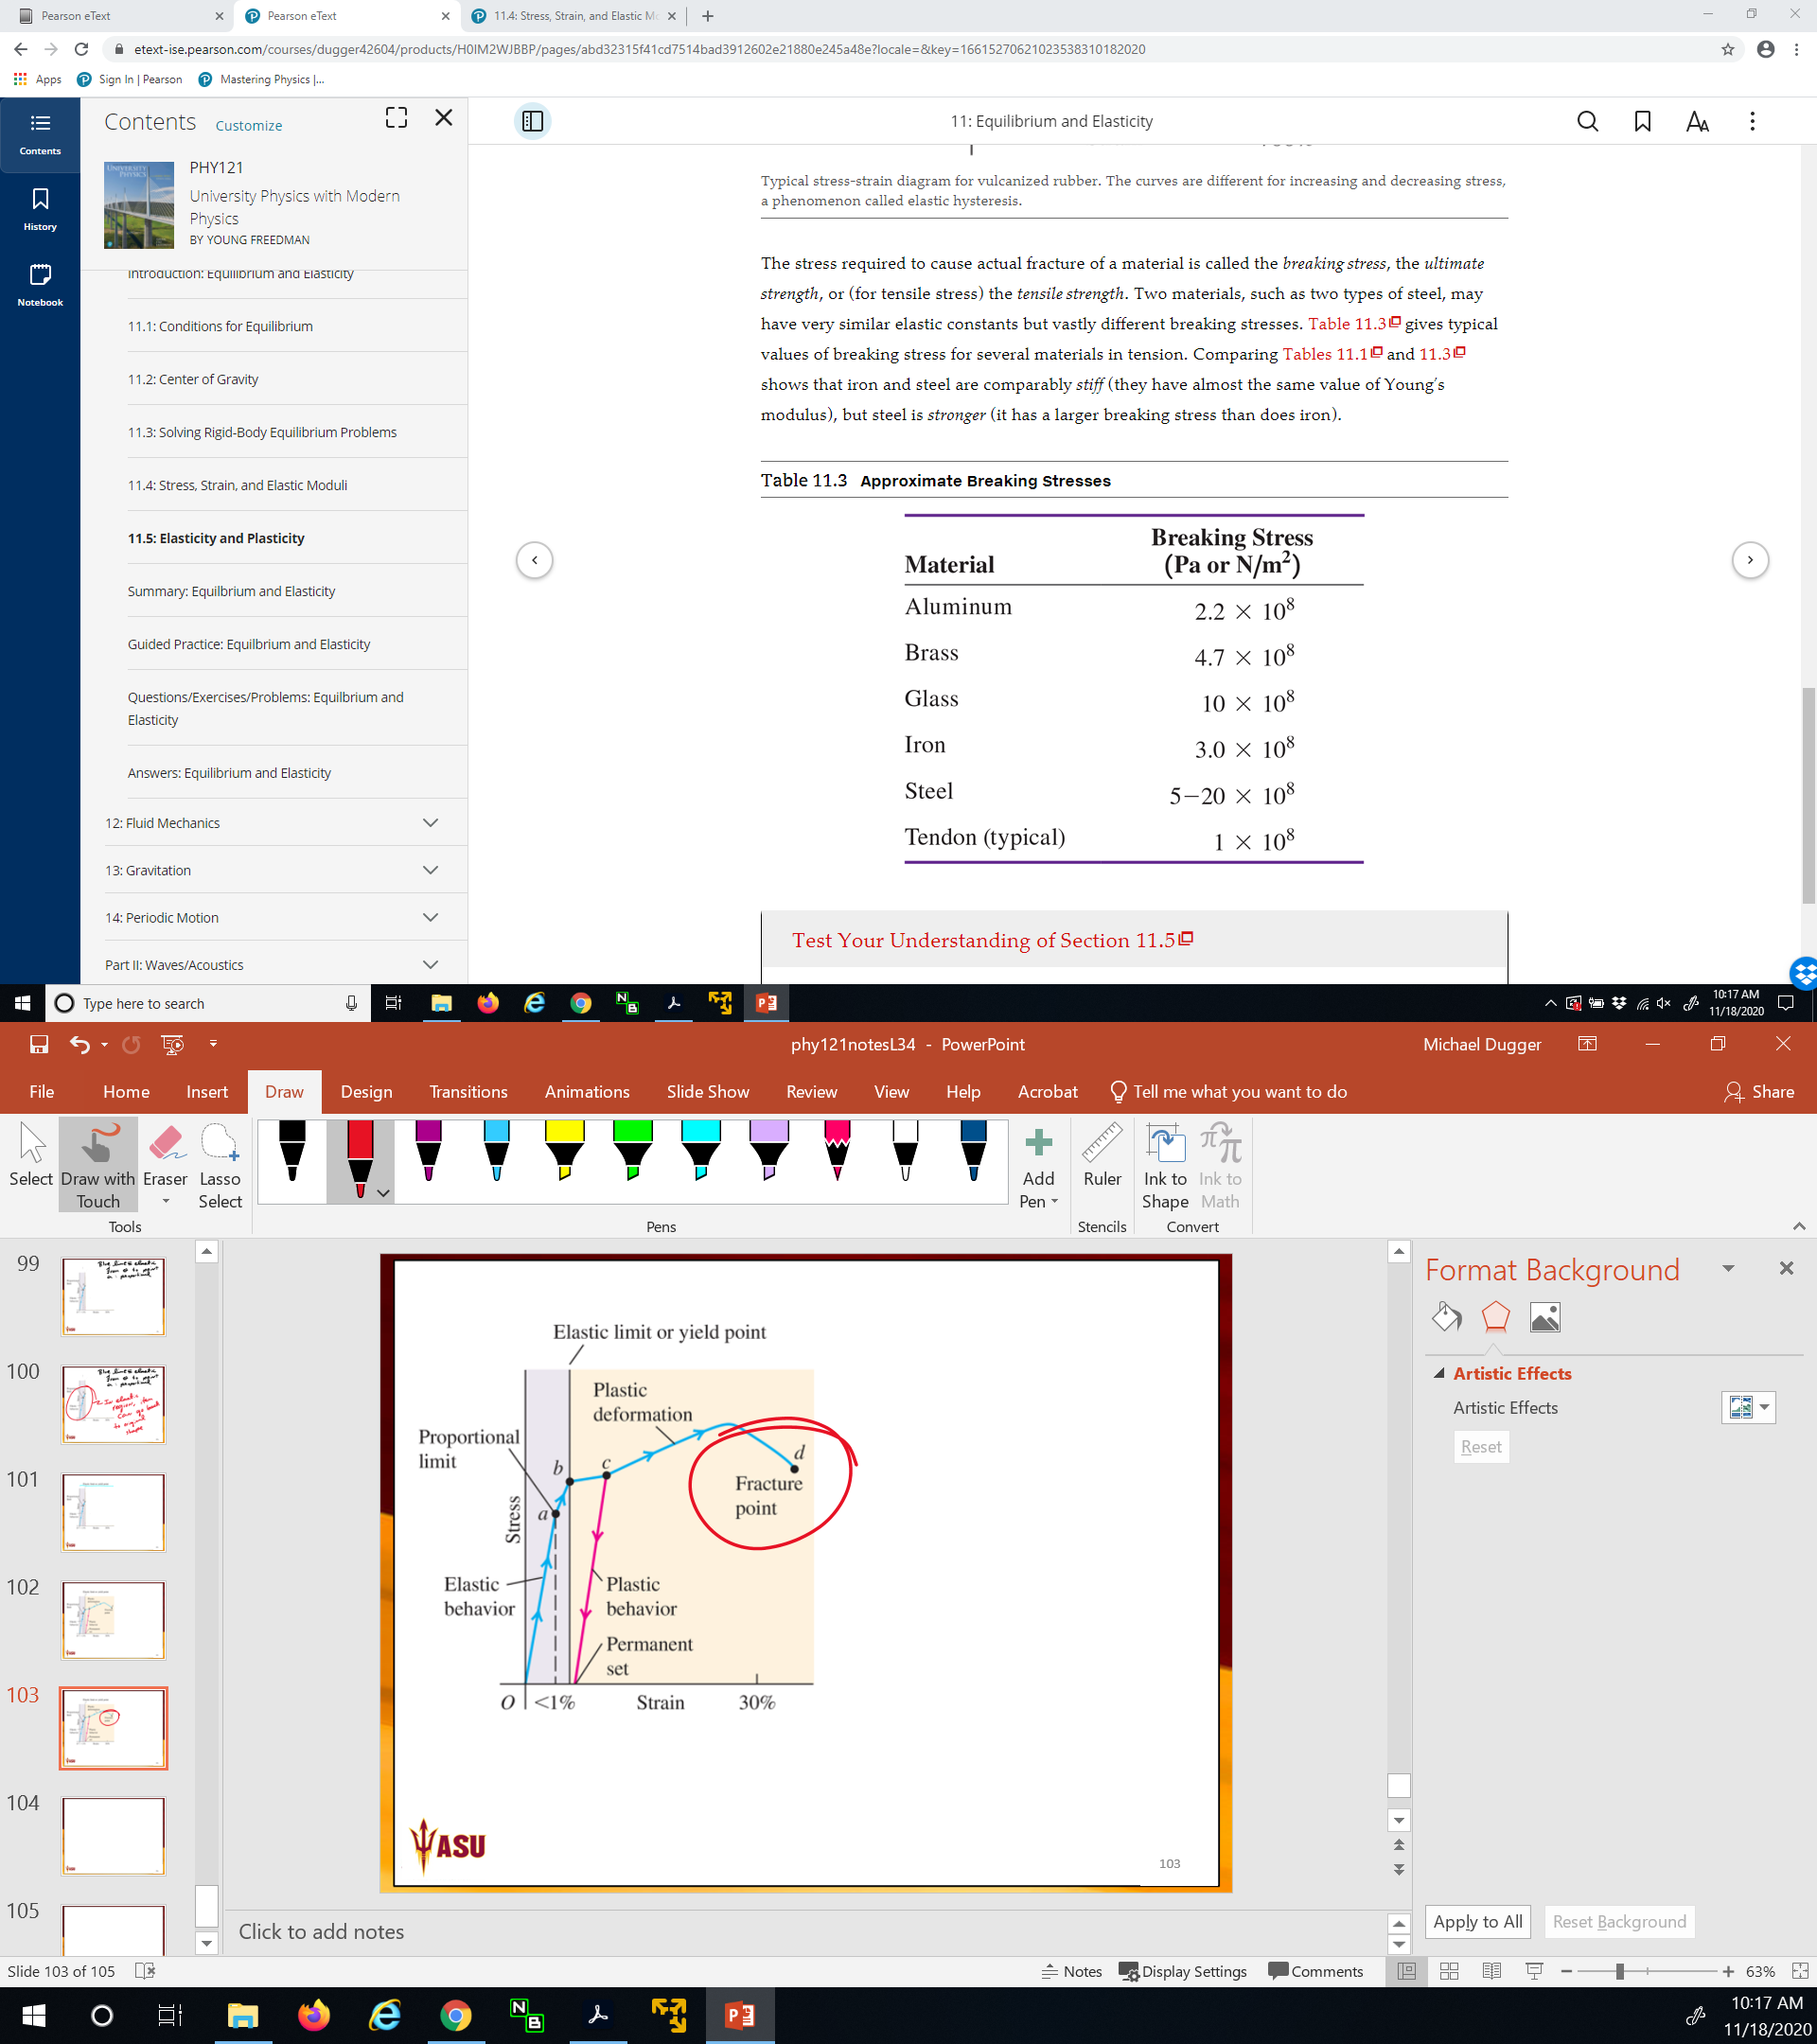 Pearson eText
Pearson eText
11.4: Stress, Strain, and Elastic Mo
etext-ise.pearson.com/courses/dugger42604/products/H0IM2WJBBP/pages/abd32315f41cd7514bad3912602e21880e245a48e?locale=&key=16615270621023538310182020
Apps
Sign In | Pearson
Mastering Physics |...
Contents
History
Notebook
Contents
Customize
UNIVERSITY PHYSICS
PHY121
University Physics with Modern
Physics
BY YOUNG FREEDMAN
Introduction: Equilibrium and Elasticity
11.1: Conditions for Equilibrium
11.2: Center of Gravity
11.3: Solving Rigid-Body Equilibrium Problems
11.4: Stress, Strain, and Elastic Moduli
11.5: Elasticity and Plasticity
Summary: Equilbrium and Elasticity
Guided Practice: Equilbrium and Elasticity
Questions/Exercises/Problems: Equilbrium and
Elasticity
Answers: Equilibrium and Elasticity
12: Fluid Mechanics
13: Gravitation
14: Periodic Motion
Part II: Waves/Acoustics
11: Equilibrium and Elasticity
Typical stress-strain diagram for vulcanized rubber. The curves are different for increasing and decreasing stress,
a phenomenon called elastic hysteresis.
The stress required to cause actual fracture of a material is called the breaking stress, the ultimate
strength, or (for tensile stress) the tensile strength. Two materials, such as two types of steel, may
have very similar elastic constants but vastly different breaking stresses. Table 11.3 gives typical
values of breaking stress for several materials in tension. Comparing Tables 11.1 and 11.3
shows that iron and steel are comparably stiff (they have almost the same value of Young's
modulus), but steel is stronger (it has a larger breaking stress than does iron).
Table 11.3 Approximate Breaking Stresses
Breaking Stress
Material (Pa or N/m²)
Aluminum 2.2 × 10⁸
Brass 4.7 × 10⁸
Glass 10 × 10⁸
Iron 3.0 × 10⁸
Steel 5–20 × 10⁸
Tendon (typical) 1 × 10⁸
Test Your Understanding of Section 11.5
Type here to search
10:17 AM
11/18/2020
phy121notesL34 - PowerPoint
Michael Dugger
File Home Insert Draw Design Transitions Animations Slide Show Review View Help Acrobat Tell me what you want to do Share
Select
Draw with
Touch
Eraser
Lasso
Select
Tools
Pens
Add
Pen
Ruler
Stencils
Ink to
Shape
Ink to
Math
Convert
99
100
101
102
103
104
105
Elastic limit or yield point
Plastic
deformation
Proportional
limit
b
c
d
a
Fracture
point
Stress
Elastic
behavior
Plastic
behavior
Permanent
set
O <1% Strain 30%
ASU
103
Click to add notes
Format Background
Artistic Effects
Artistic Effects
Reset
Apply to All
Reset Background
Slide 103 of 105
Notes
Display Settings
Comments
63%
10:17 AM
11/18/2020